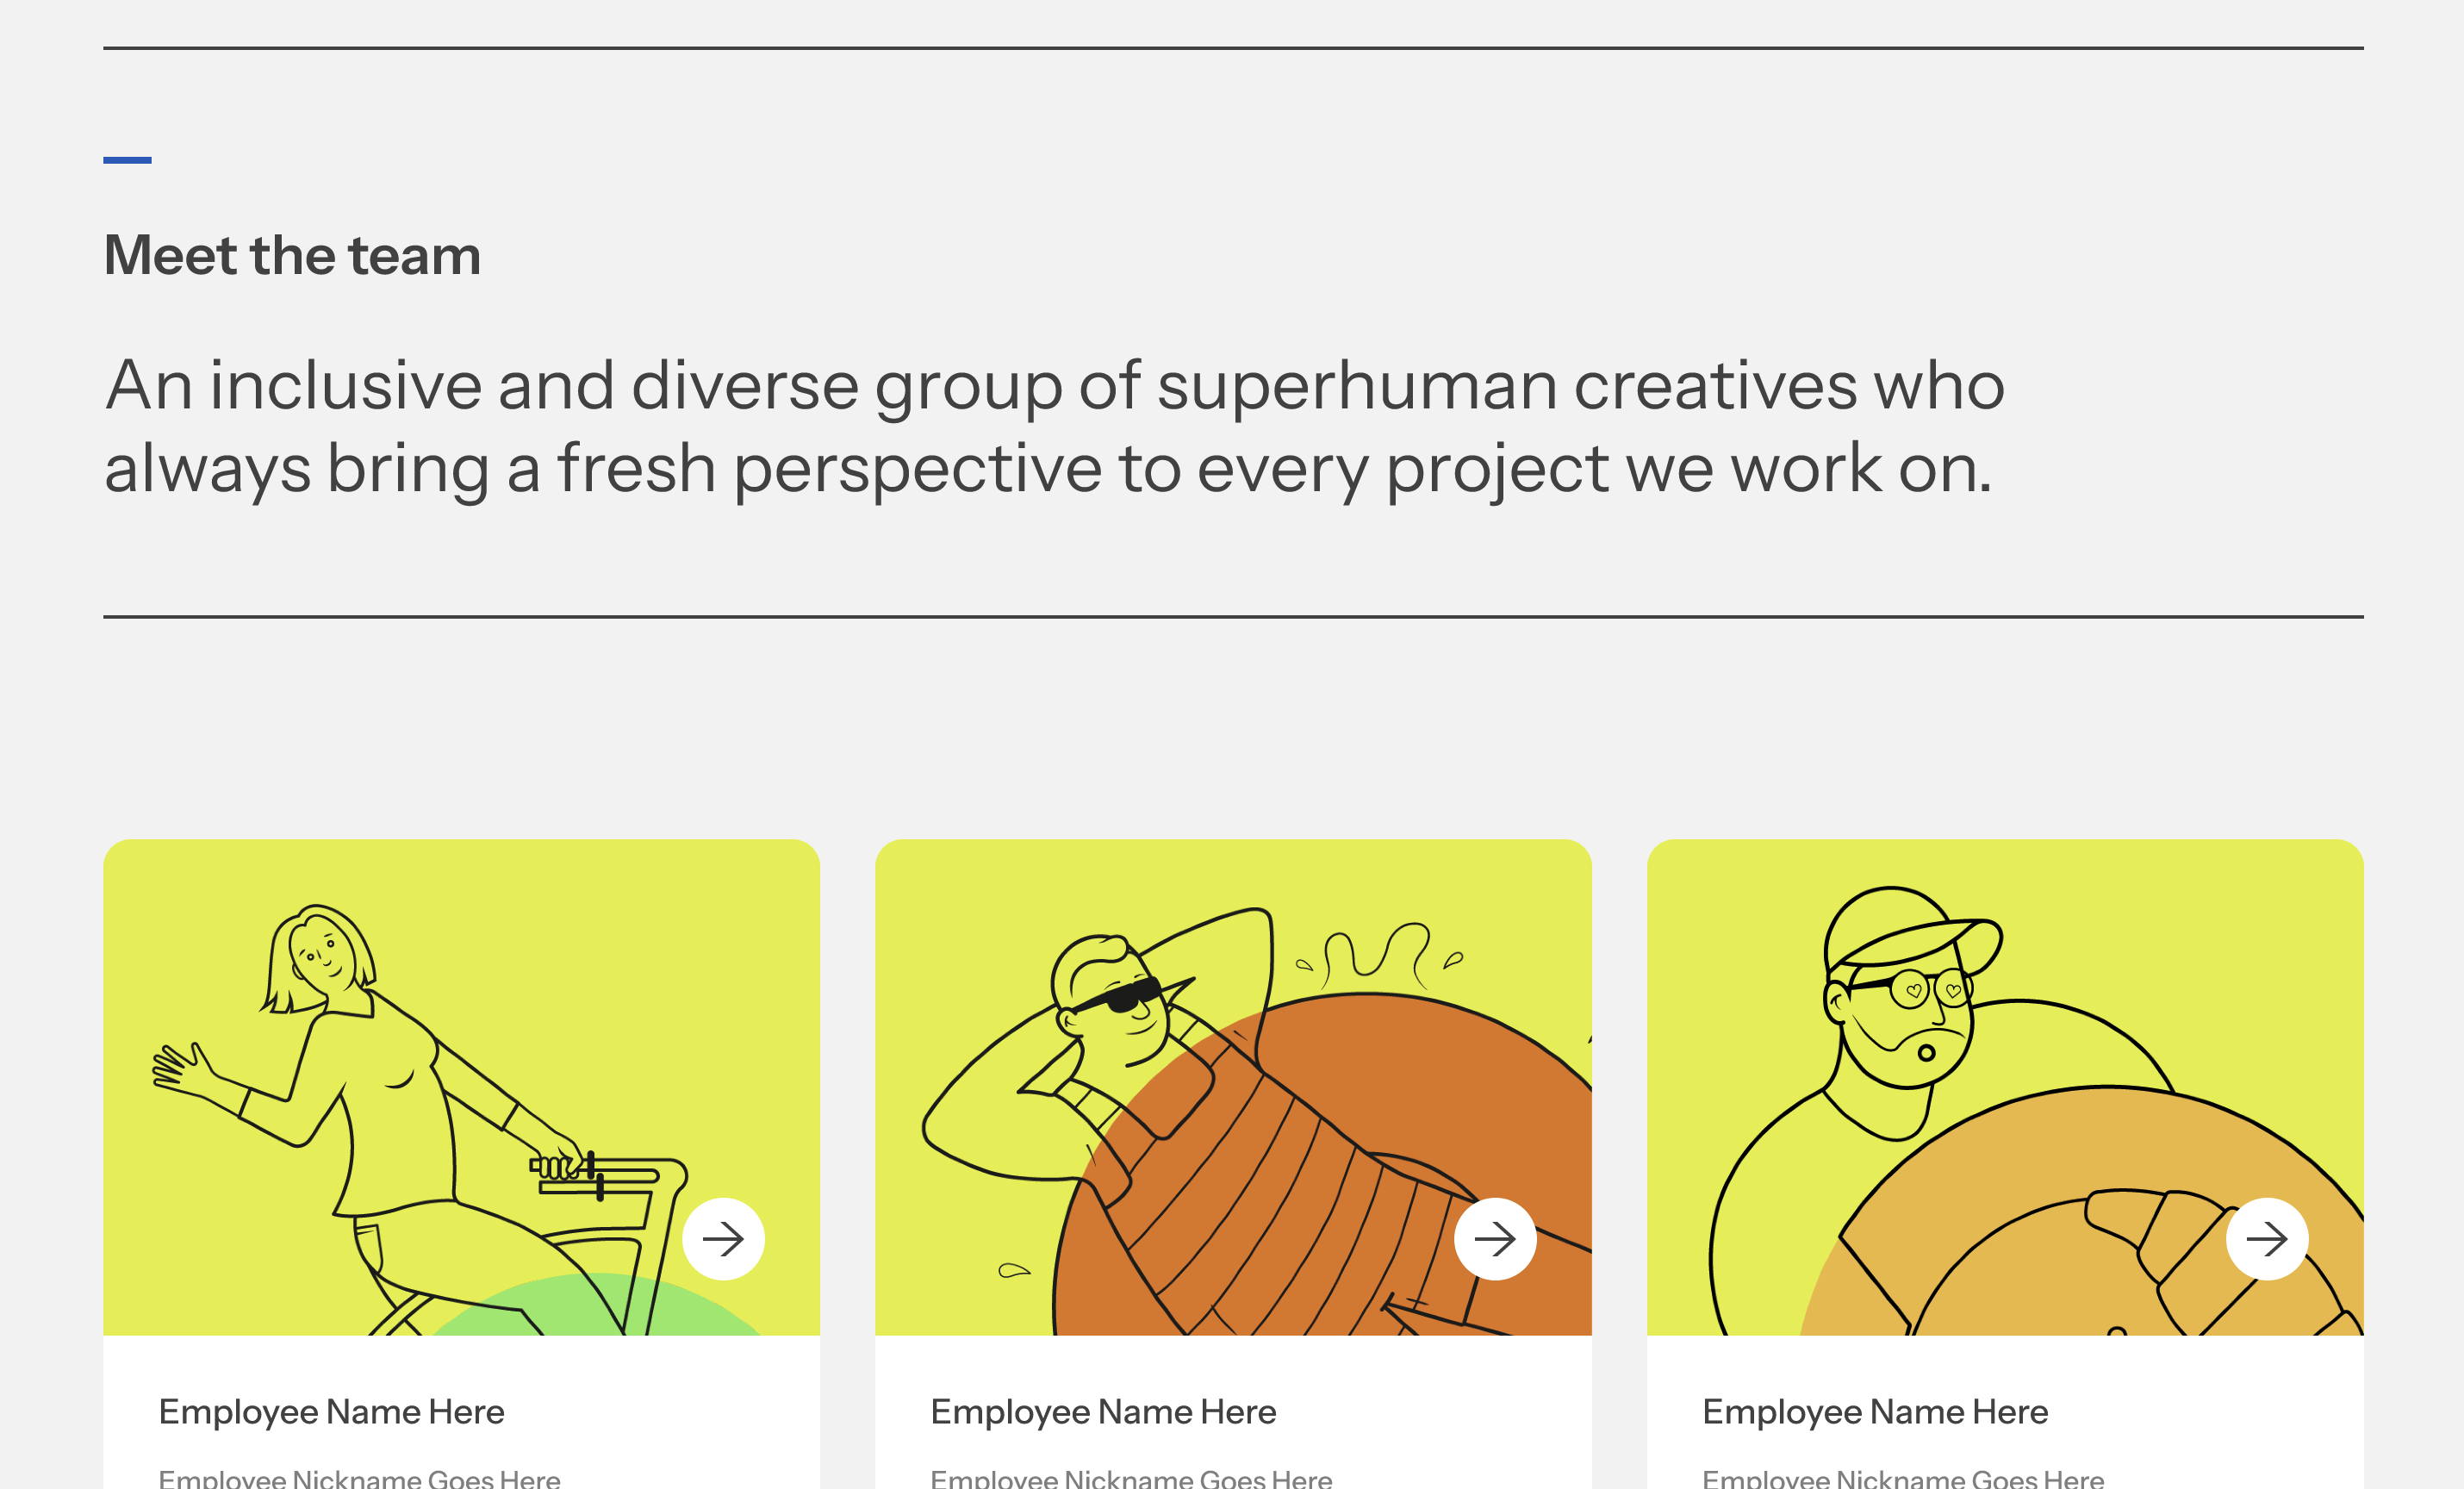 Meet the team
An inclusive and diverse group of superhuman creatives who
always bring a fresh perspective to every project we work on.
Employee Name Here
Employee Nickname Goes Here
Employee Name Here
Employee Nickname Goes Here
Employee Name Here
Employee Nickname Goes Here